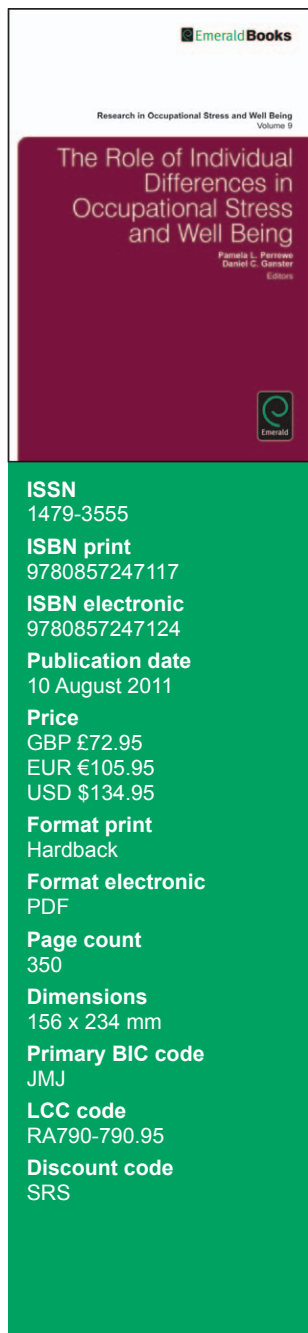 Emerald Books
Research in Occupational Stress and Well Being
Volume 9
The Role of Individual
Differences in
Occupational Stress
and Well Being
Pamela L. Perrewe
Daniel C. Ganster
Editors
Emerald
ISSN
1479-3555
ISBN print
9780857247117
ISBN electronic
9780857247124
Publication date
10 August 2011
Price
GBP £72.95
EUR €105.95
USD $134.95
Format print
Hardback
Format electronic
PDF
Page count
350
Dimensions
156 x 234 mm
Primary BIC code
JMJ
LCC code
RA790-790.95
Discount code
SRS